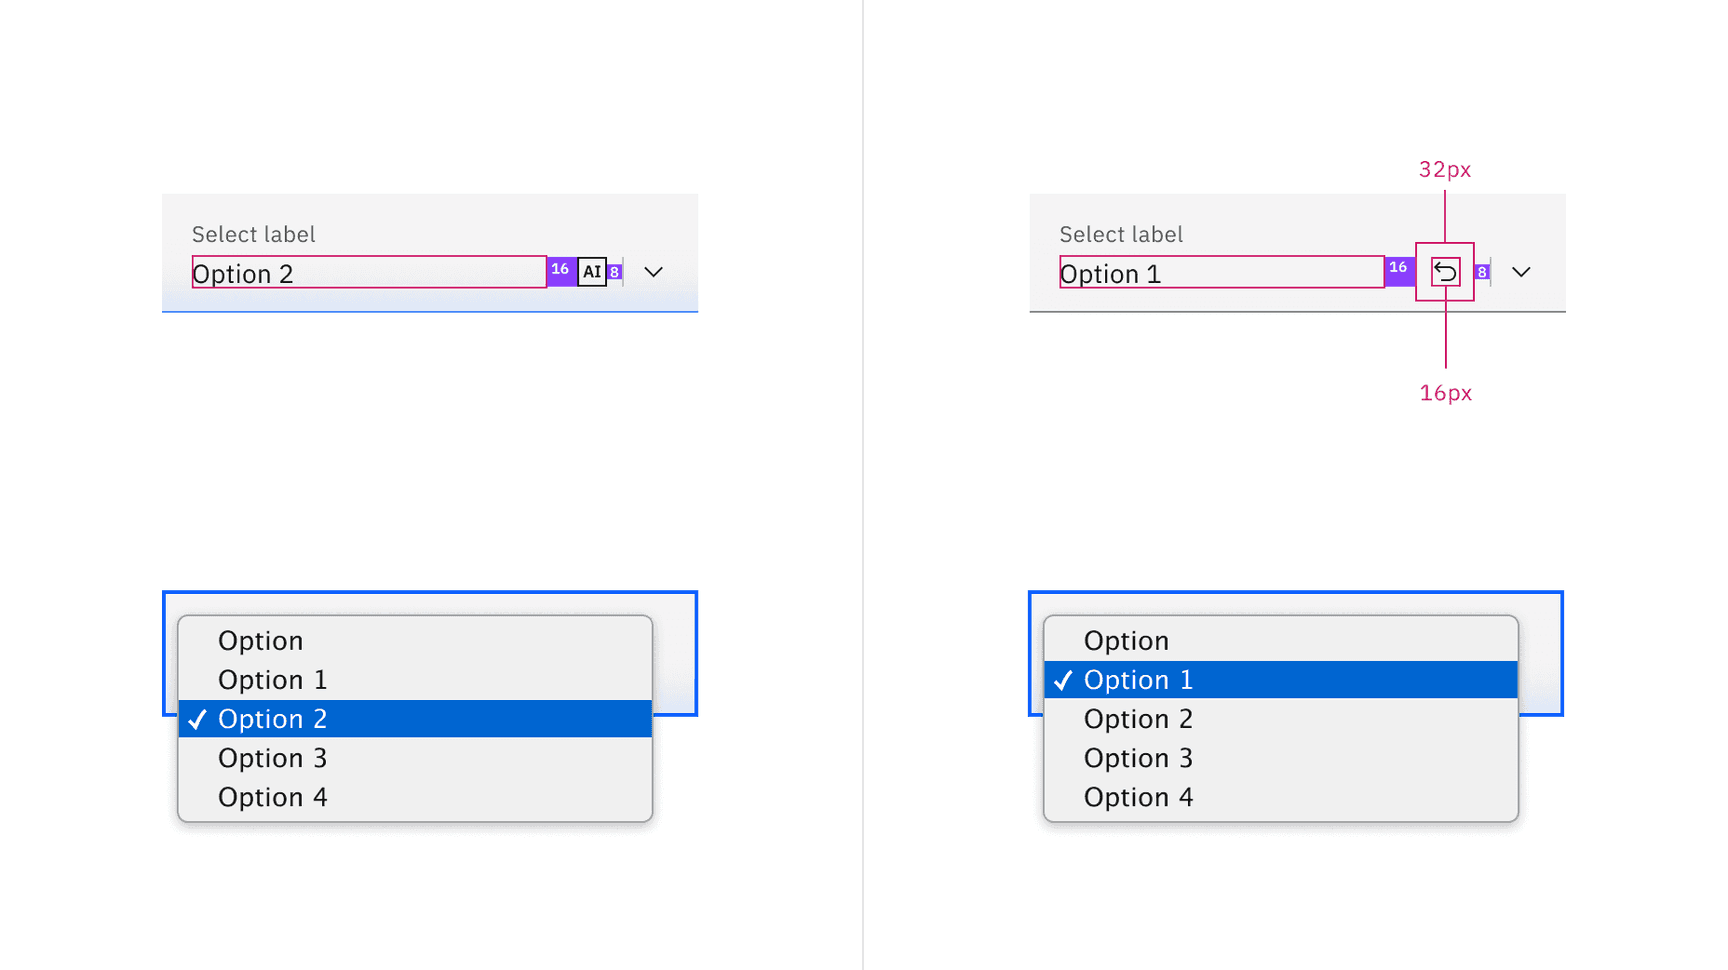 Select label
Option 2 16 AI 8
Option
Option 1
Option 2
Option 3
Option 4
32px
Select label
Option 1 16 8
16px
Option
Option 1
Option 2
Option 3
Option 4